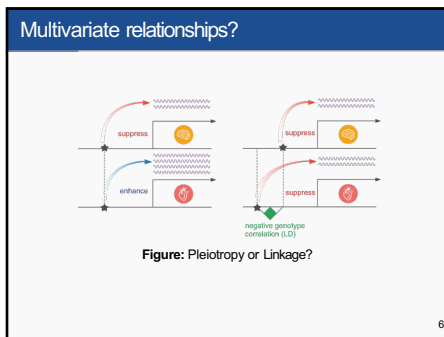 Multivariate relationships?
suppress
suppress
enhance
suppress
negative genotype
correlation (LD)
Figure: Pleiotropy or Linkage?
6